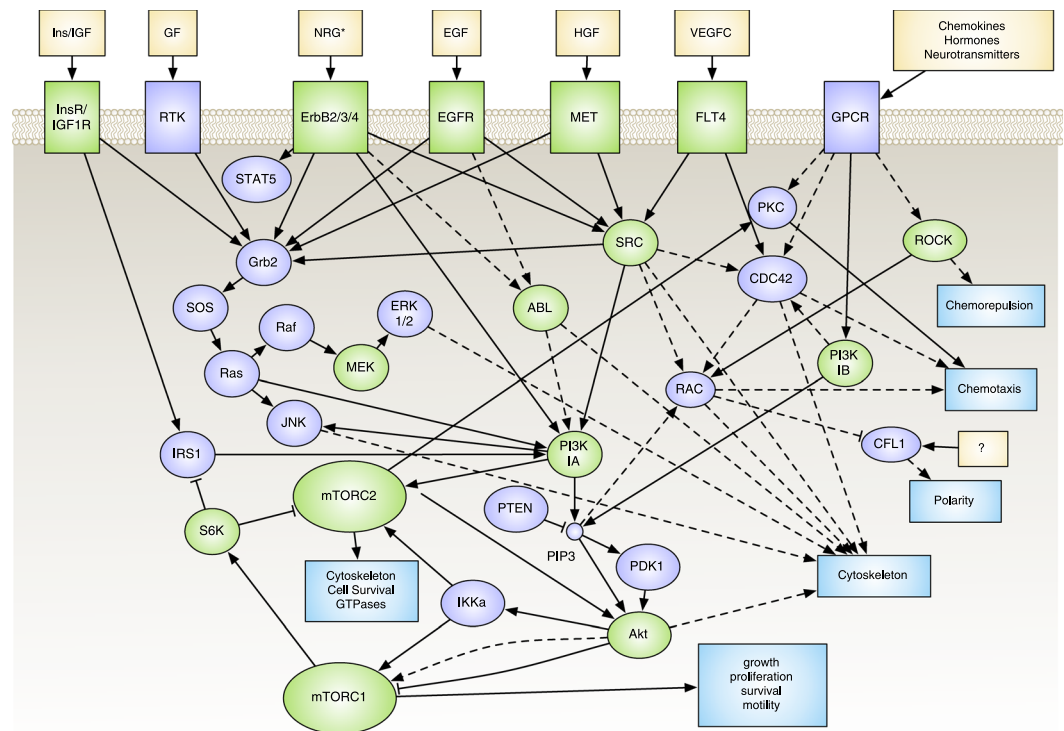 Ins/IGF
GF
NRG*
EGF
HGF
VEGFC
Chemokines
Hormones
Neurotransmitters
InsR/
IGF1R
RTK
ErbB2/3/4
EGFR
MET
FLT4
GPCR
STAT5
PKC
Grb2
SRC
ROCK
CDC42
SOS
Raf
ERK
1/2
ABL
Chemorepulsion
Ras
MEK
PI3K
IB
RAC
Chemotaxis
JNK
IRS1
PI3K
IA
CFL1
?
mTORC2
PTEN
Polarity
S6K
PIP3
PDK1
Cytoskeleton
Cytoskeleton
Cell Survival
GTPases
IKKa
Akt
mTORC1
growth
proliferation
survival
motility